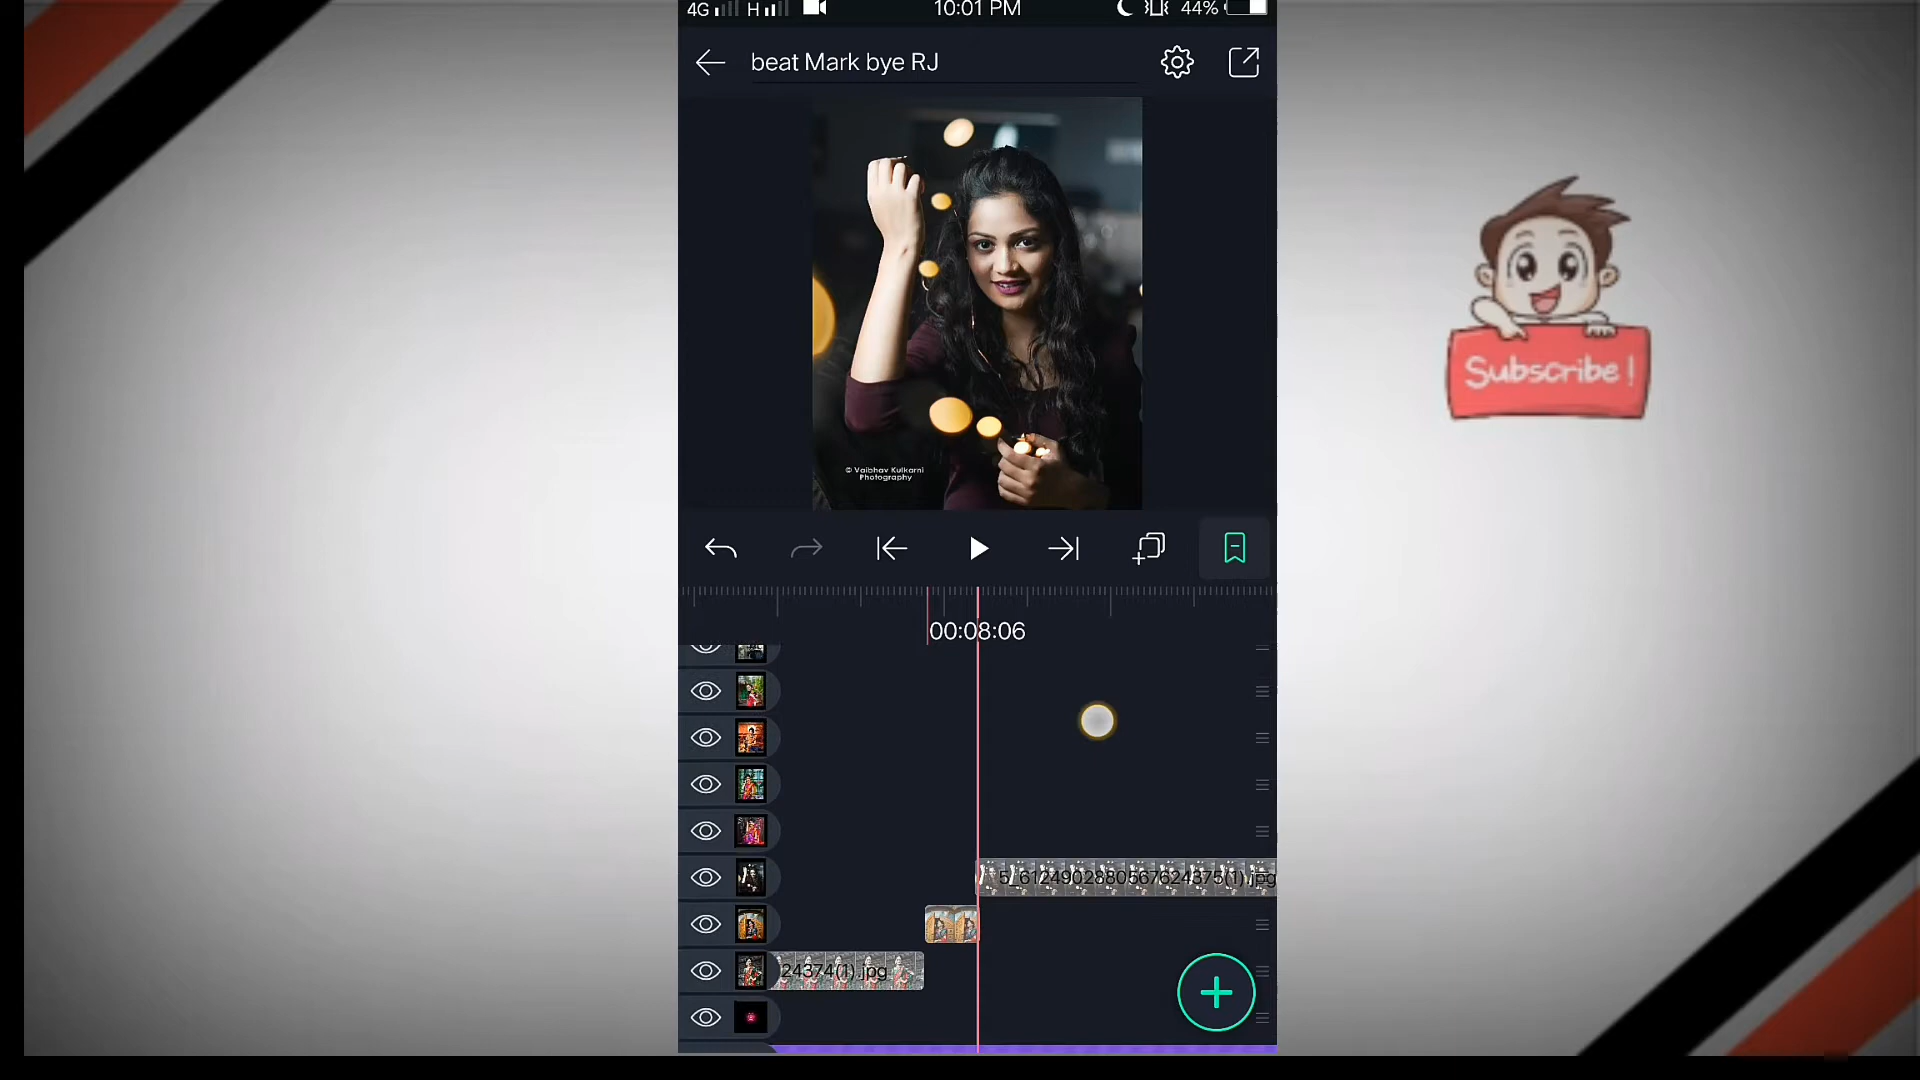 4G H 10:01 PM 44%
beat Mark bye RJ
© Vaibhav Kulkarni
Photography
Subscribe !
00:08:06
5_6124902880567624375(1).jpg
24374(1).jpg